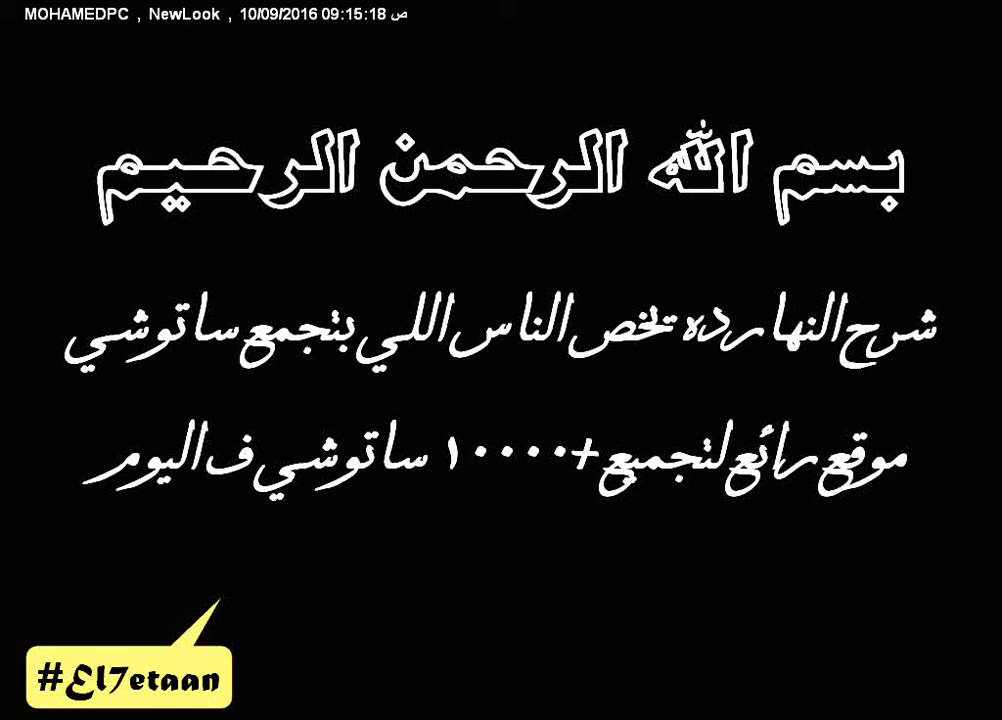 MOHAMEDPC , NewLook , 10/09/2016 09:15:18 ص
بسم الله الرحمن الرحيم
شرح النهارده تخص الناس اللي بتجمع ساتوشي
موقع رائع لتجميع +١٠٠٠٠ ساتوشي ف اليوم
#El7etaan